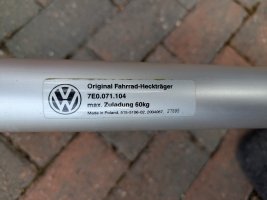 Original Fahrrad-Heckträger
7E0.071.104
max. Zuladung 60kg
Made in Poland,